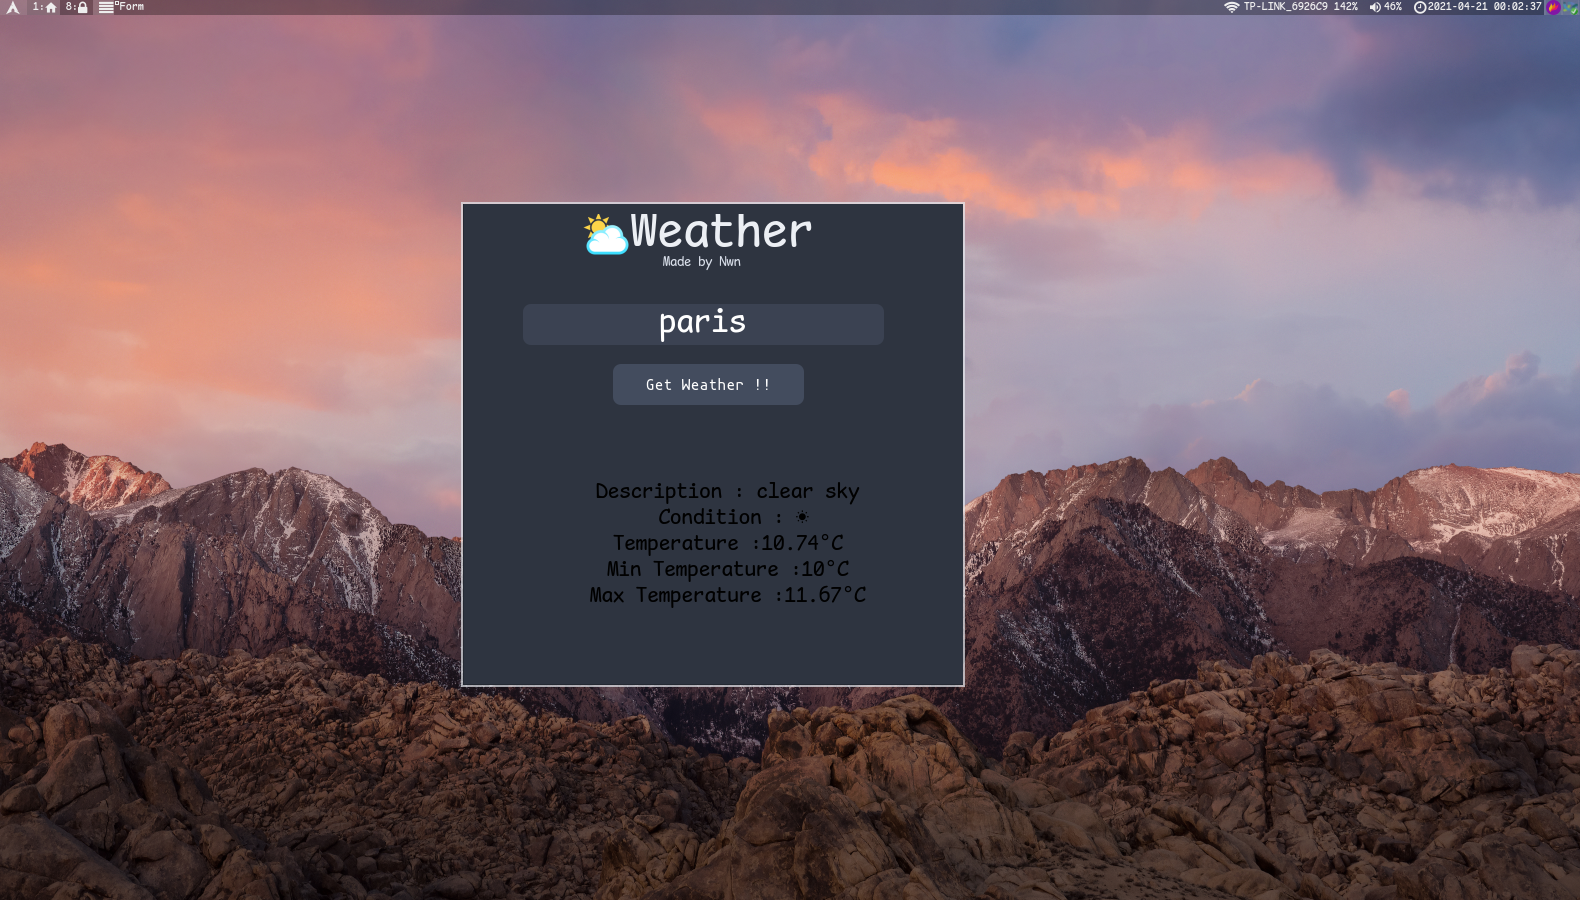 1: 8: Form TP-LINK_6926C9 142% 46% 2021-04-21 00:02:37
Weather
Made by Nwn
paris
Get Weather !!
Description : clear sky
Condition : ☀
Temperature :10.74°C
Min Temperature :10°C
Max Temperature :11.67°C